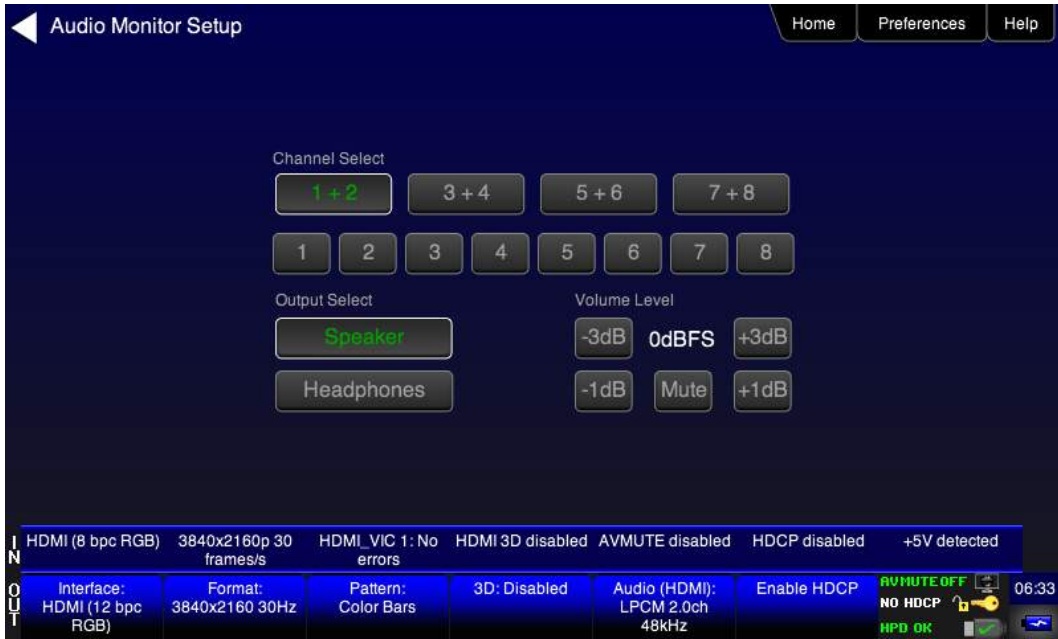 Audio Monitor Setup
Home
Preferences
Help
Channel Select
1 + 2
3 + 4
5 + 6
7 + 8
1
2
3
4
5
6
7
8
Output Select
Volume Level
Speaker
-3dB
0dBFS
+3dB
Headphones
-1dB
Mute
+1dB
IN
HDMI (8 bpc RGB)
3840x2160p 30
frames/s
HDMI_VIC 1: No
errors
HDMI 3D disabled
AVMUTE disabled
HDCP disabled
+5V detected
OUT
Interface:
HDMI (12 bpc
RGB)
Format:
3840x2160 30Hz
Pattern:
Color Bars
3D: Disabled
Audio (HDMI):
LPCM 2.0ch
48kHz
Enable HDCP
AVMUTE OFF
NO HDCP
HPD OK
06:33